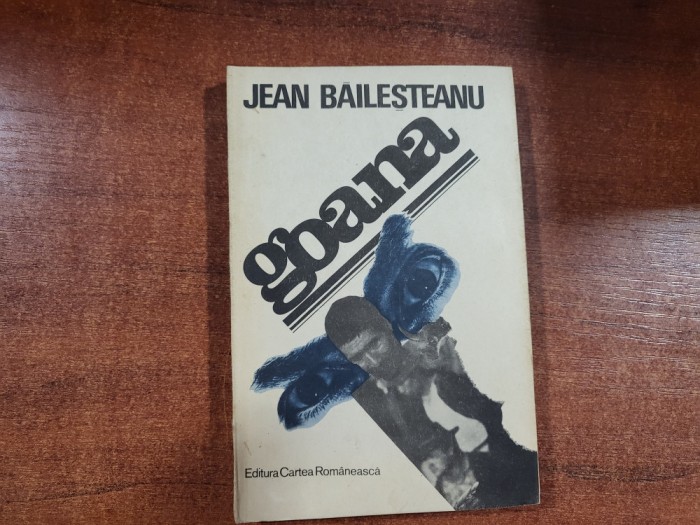 JEAN BĂILEȘTEANU
goana
Editura Cartea Românească